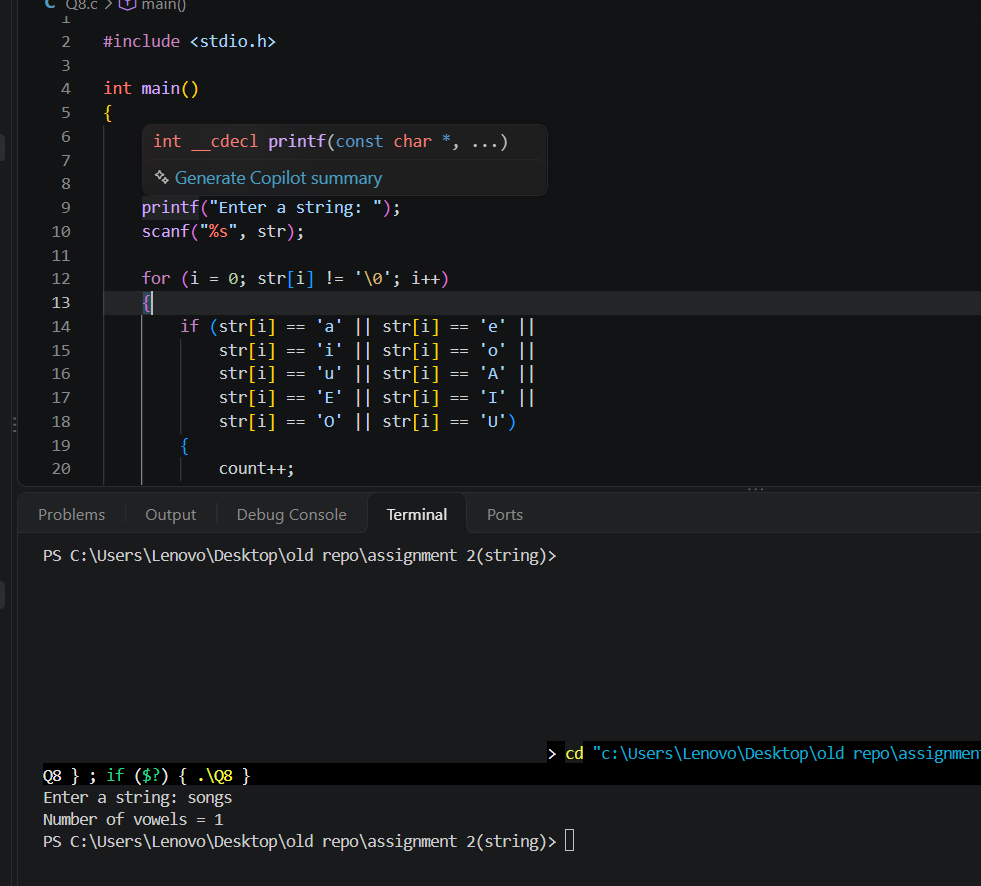 C Q8.c > main()
1
2 #include <stdio.h>
3
4 int main()
5 {
6
int __cdecl printf(const char *, ...)
7
Generate Copilot summary
8
9 printf("Enter a string: ");
10 scanf("%s", str);
11
12 for (i = 0; str[i] != '\0'; i++)
13 {
14 if (str[i] == 'a' || str[i] == 'e' ||
15 str[i] == 'i' || str[i] == 'o' ||
16 str[i] == 'u' || str[i] == 'A' ||
17 str[i] == 'E' || str[i] == 'I' ||
18 str[i] == 'O' || str[i] == 'U')
19 {
20 count++;
Problems Output Debug Console Terminal Ports
PS C:\Users\Lenovo\Desktop\old repo\assignment 2(string)>
> cd "c:\Users\Lenovo\Desktop\old repo\assignmen
Q8 } ; if ($?) { .\Q8 }
Enter a string: songs
Number of vowels = 1
PS C:\Users\Lenovo\Desktop\old repo\assignment 2(string)>